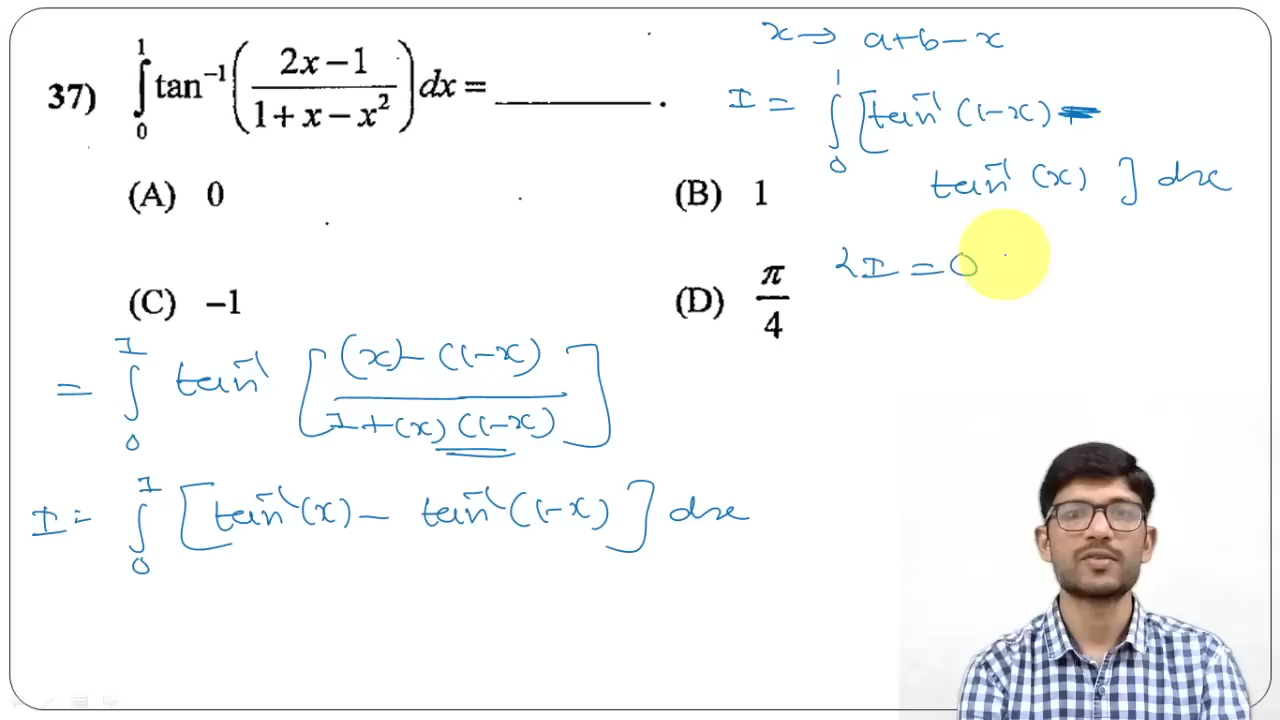 37) ∫₀¹ tan⁻¹ ( (2x − 1) / (1 + x − x²) ) dx = ________ .
(A) 0
(B) 1
(C) −1
(D) π/4
= ∫₀¹ tan⁻¹ [ ((x) − (1−x)) / (1+(x)(1−x)) ]
I = ∫₀¹ [ tan⁻¹(x) − tan⁻¹(1−x) ] dx
x → a+b−x
I = ∫₀¹ [ tan⁻¹(1−x) −
tan⁻¹(x) ] dx
2I = 0